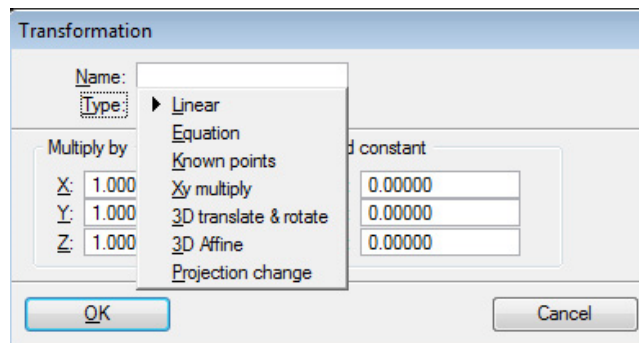 Transformation
Name:
Type:
Linear
Equation
Known points
Xy multiply
3D translate & rotate
3D Affine
Projection change
Multiply by
constant
X: 1.000 0.00000
Y: 1.000 0.00000
Z: 1.000 0.00000
OK Cancel